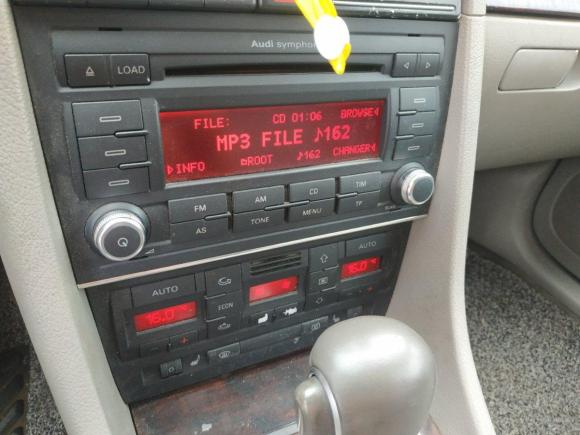 Audi symphony
LOAD
FILE: CD 01:06 BROWSE
MP3 FILE ♪162
INFO ROOT ♪162 CHANGER
FM AM CD TIM
AS TONE MENU TP
AUTO AUTO
16.0 16.0
ECON